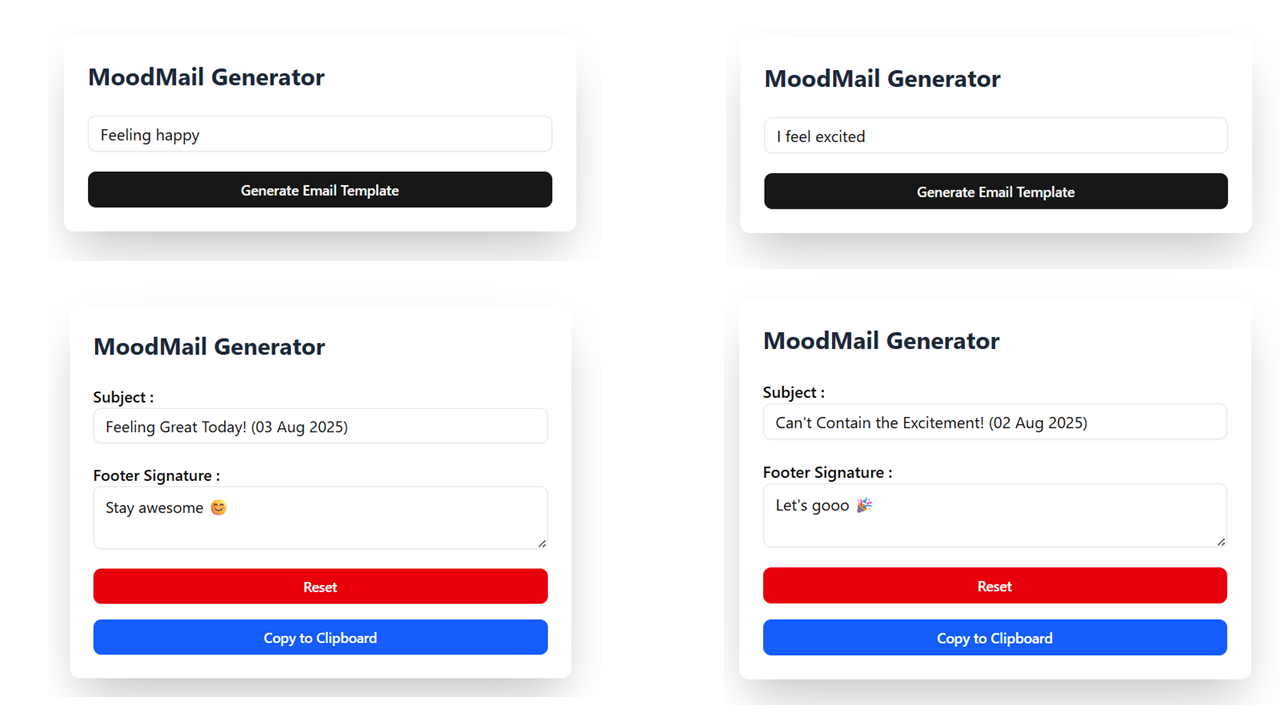 MoodMail Generator
Feeling happy
Generate Email Template
MoodMail Generator
I feel excited
Generate Email Template
MoodMail Generator
Subject :
Feeling Great Today! (03 Aug 2025)
Footer Signature :
Stay awesome 😊
Reset
Copy to Clipboard
MoodMail Generator
Subject :
Can't Contain the Excitement! (02 Aug 2025)
Footer Signature :
Let's gooo 🎉
Reset
Copy to Clipboard